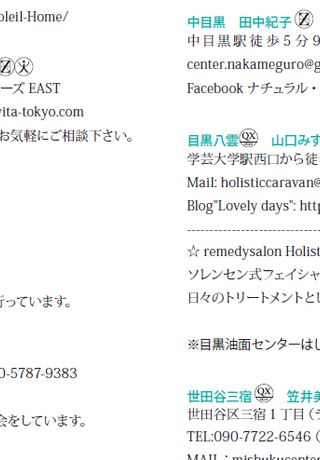 oleil-Home/
Ⓩ㊋
ーズ EAST
vita-tokyo.com
お気軽にご相談下さい。
行っています。
0-5787-9383
会をしています。
中目黒　田中紀子 Ⓩ
中目黒駅徒歩５分 9
center.nakameguro@g
Facebook ナチュラル・
目黒八雲 QX 山口みす
学芸大学駅西口から徒
Mail: holisticcaravan@
Blog"Lovely days": http
☆ remedysalon Holist
ソレンセン式フェイシャ
日々のトリートメントとし
※目黒油面センターはし
世田谷三宿 QX 笠井美
世田谷区三宿１丁目（
TEL:090-7722-6546（
MAIL：mishukucenter